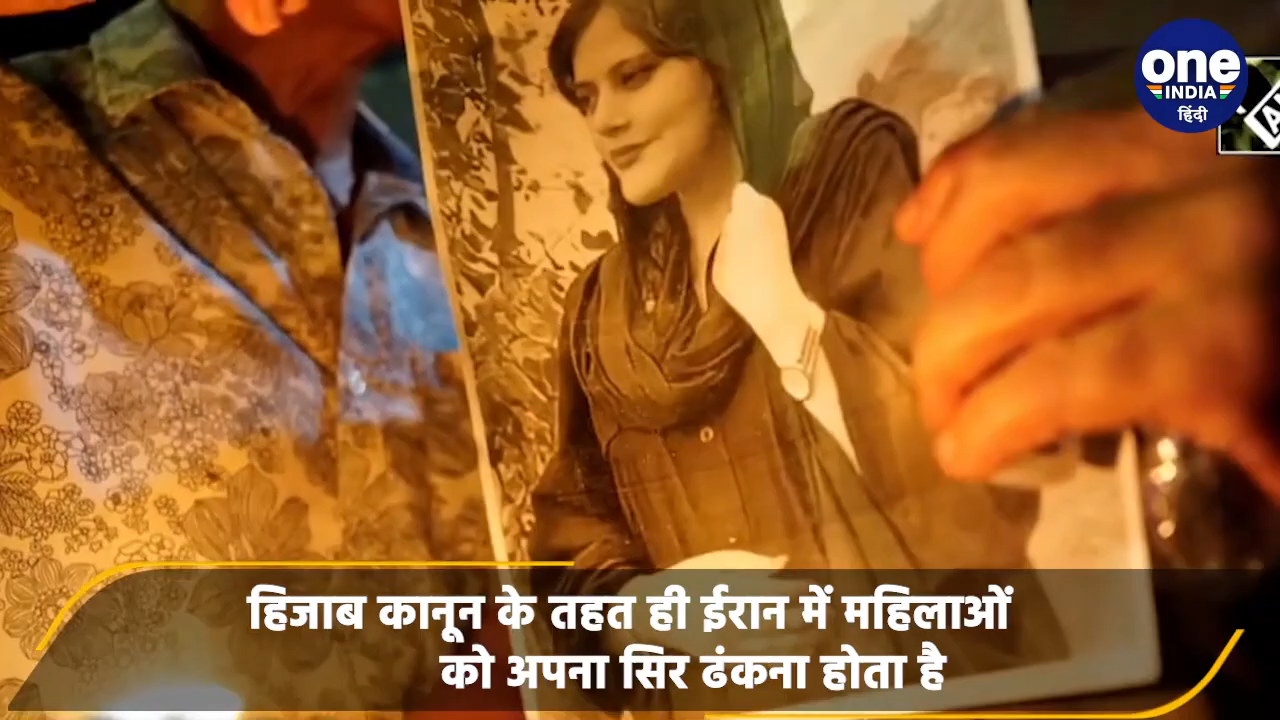 one
INDIA
हिंदी
हिजाब कानून के तहत ही ईरान में महिलाओं
को अपना सिर ढंकना होता है